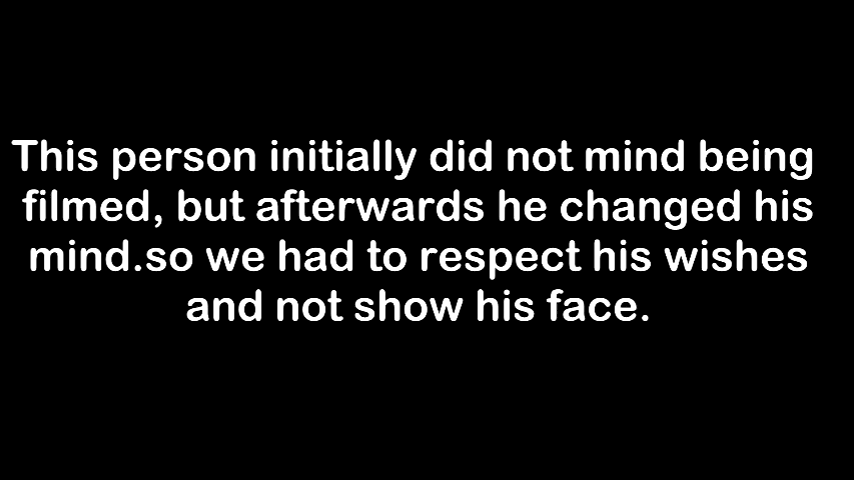 This person initially did not mind being
filmed, but afterwards he changed his
mind.so we had to respect his wishes
and not show his face.